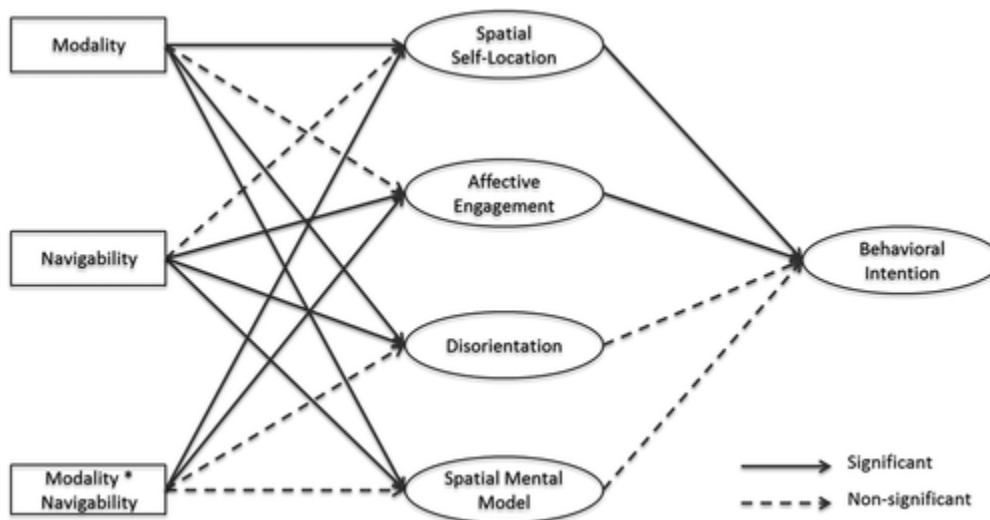 Modality
Spatial
Self-Location
Affective
Engagement
Navigability
Behavioral
Intention
Disorientation
Modality *
Navigability
Spatial Mental
Model
Significant
Non-significant